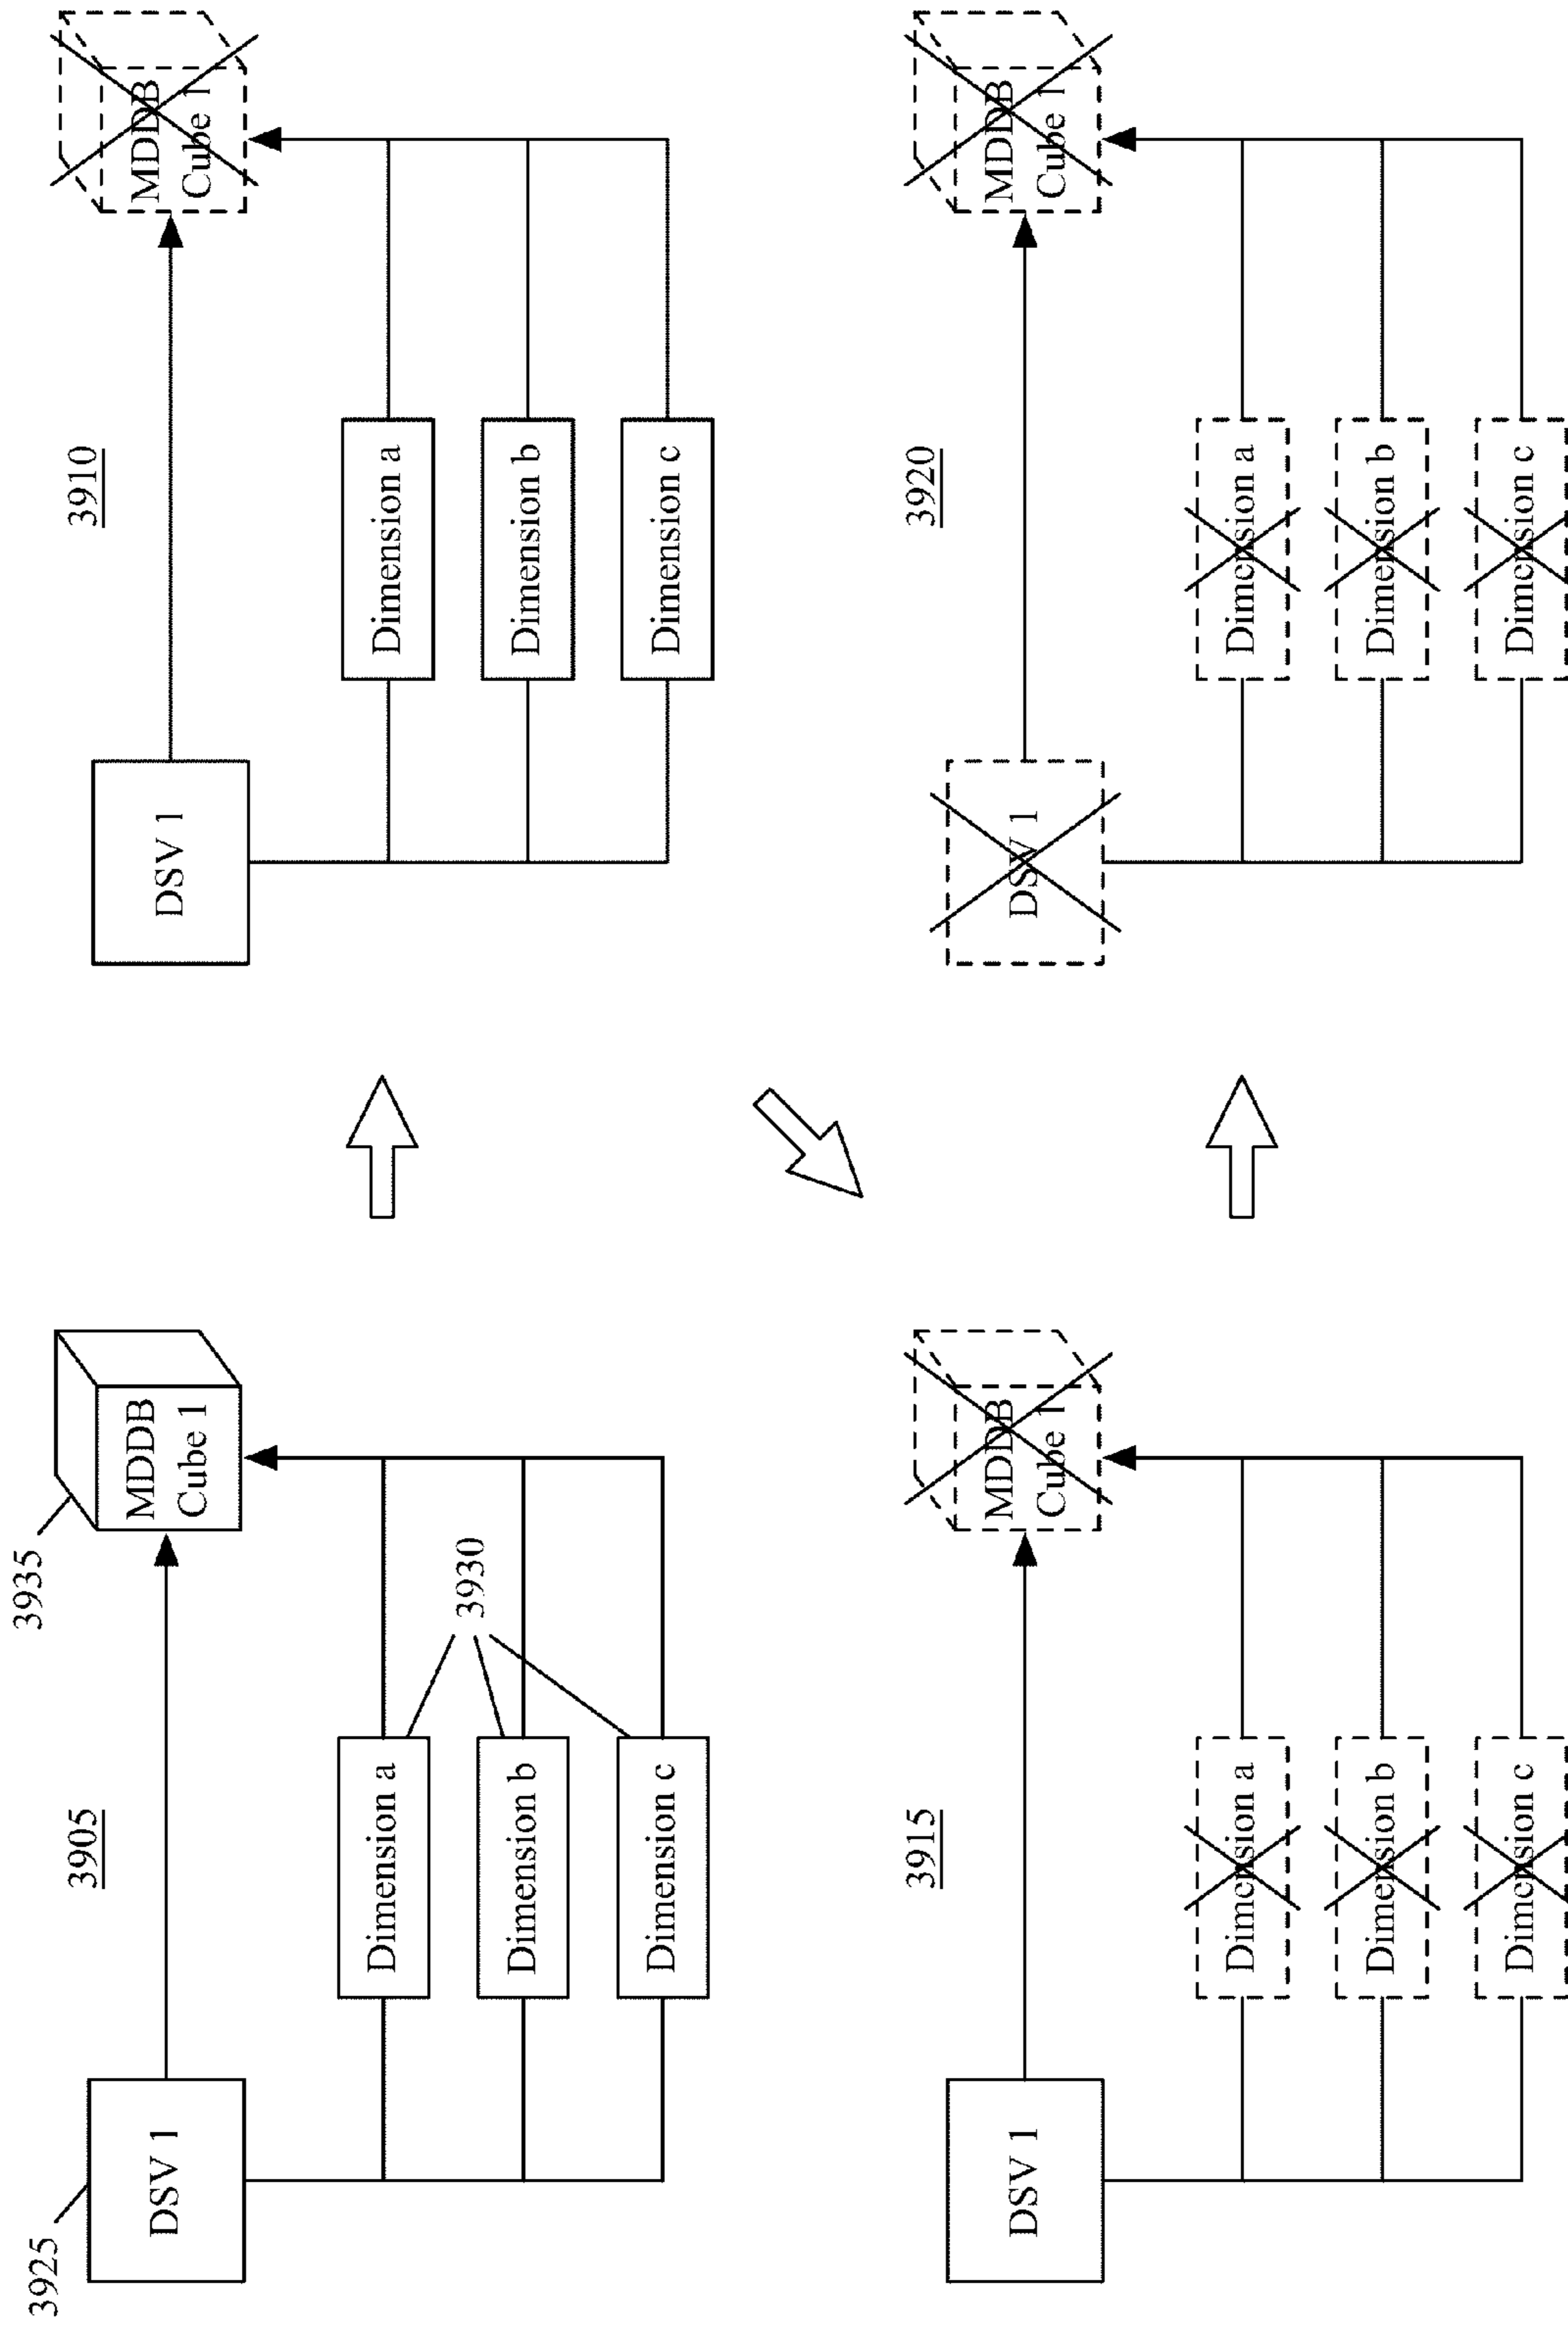 3905
3935
3925
DSV 1
MDDB
Cube 1
3930
Dimension a
Dimension b
Dimension c
3910
DSV 1
MDDB
Cube 1
Dimension a
Dimension b
Dimension c
3915
DSV 1
MDDB
Cube 1
Dimension a
Dimension b
Dimension c
3920
DSV 1
MDDB
Cube 1
Dimension a
Dimension b
Dimension c